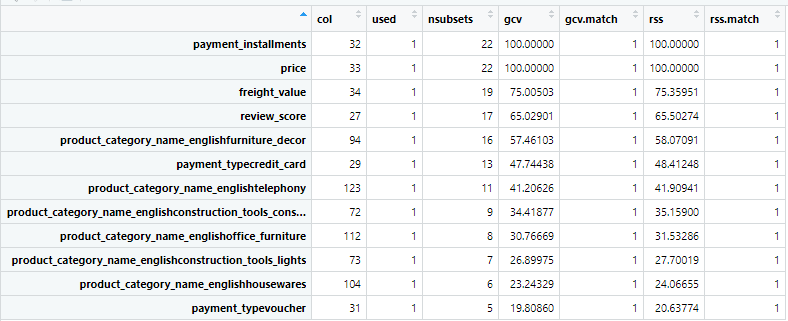 col used nsubsets gcv gcv.match rss rss.match
payment_installments 32 1 22 100.00000 1 100.00000 1
price 33 1 22 100.00000 1 100.00000 1
freight_value 34 1 19 75.00503 1 75.35951 1
review_score 27 1 17 65.02901 1 65.50274 1
product_category_name_englishfurniture_decor 94 1 16 57.46103 1 58.07091 1
payment_typecredit_card 29 1 13 47.74438 1 48.41248 1
product_category_name_englishtelephony 123 1 11 41.20626 1 41.90941 1
product_category_name_englishconstruction_tools_cons... 72 1 9 34.41877 1 35.15900 1
product_category_name_englishoffice_furniture 112 1 8 30.76669 1 31.53286 1
product_category_name_englishconstruction_tools_lights 73 1 7 26.89975 1 27.70019 1
product_category_name_englishhousewares 104 1 6 23.24329 1 24.06655 1
payment_typevoucher 31 1 5 19.80860 1 20.63774 1